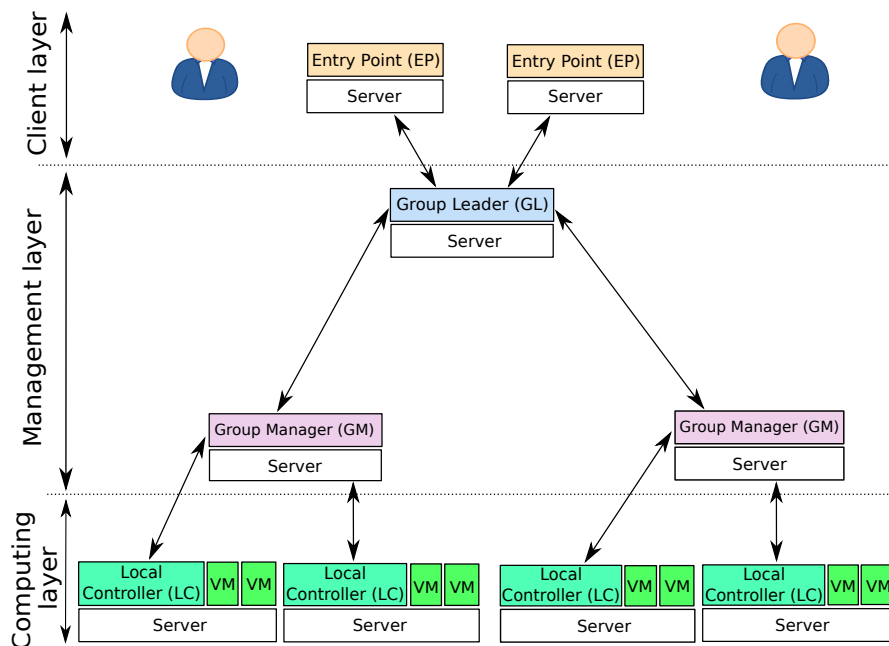 Client layer
Entry Point (EP)
Server
Entry Point (EP)
Server
Management layer
Group Leader (GL)
Server
Group Manager (GM)
Server
Group Manager (GM)
Server
Computing
layer
Local
Controller (LC)
VM
VM
Server
Local
Controller (LC)
VM
VM
Server
Local
Controller (LC)
VM
VM
Server
Local
Controller (LC)
VM
VM
Server